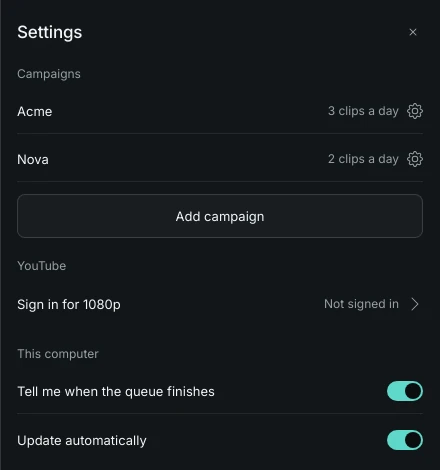 Settings
Campaigns
Acme 3 clips a day
Nova 2 clips a day
Add campaign
YouTube
Sign in for 1080p Not signed in
This computer
Tell me when the queue finishes
Update automatically